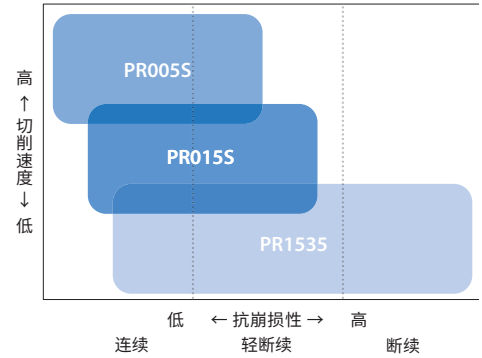 PR005S
PR015S
PR1535
高↑切削速度↓低
低 ← 抗崩损性 → 高
连续 轻断续 断续